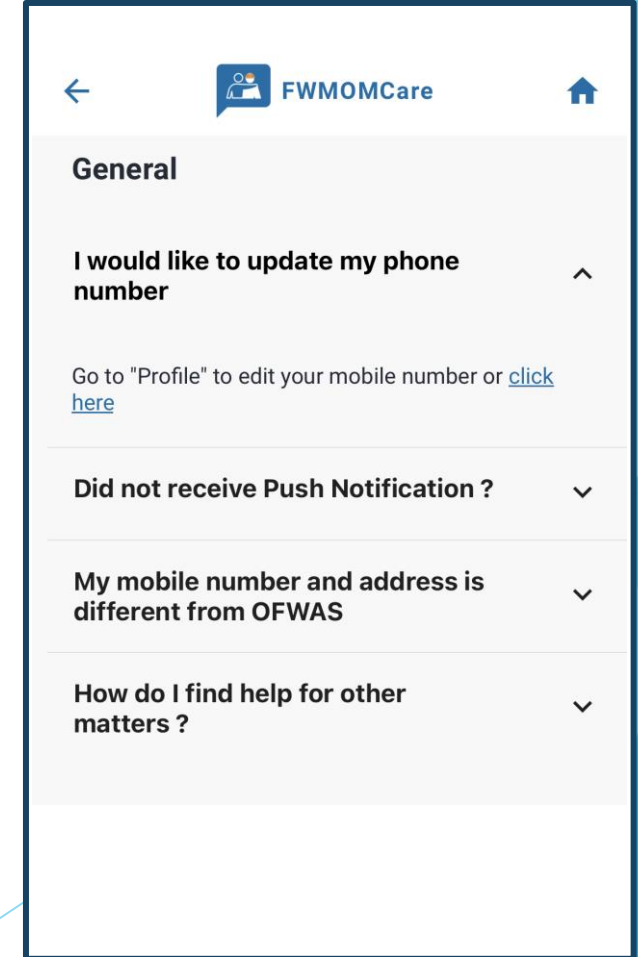 FWMOMCare
General
I would like to update my phone
number
Go to "Profile" to edit your mobile number or click
here
Did not receive Push Notification ?
My mobile number and address is
different from OFWAS
How do I find help for other
matters ?